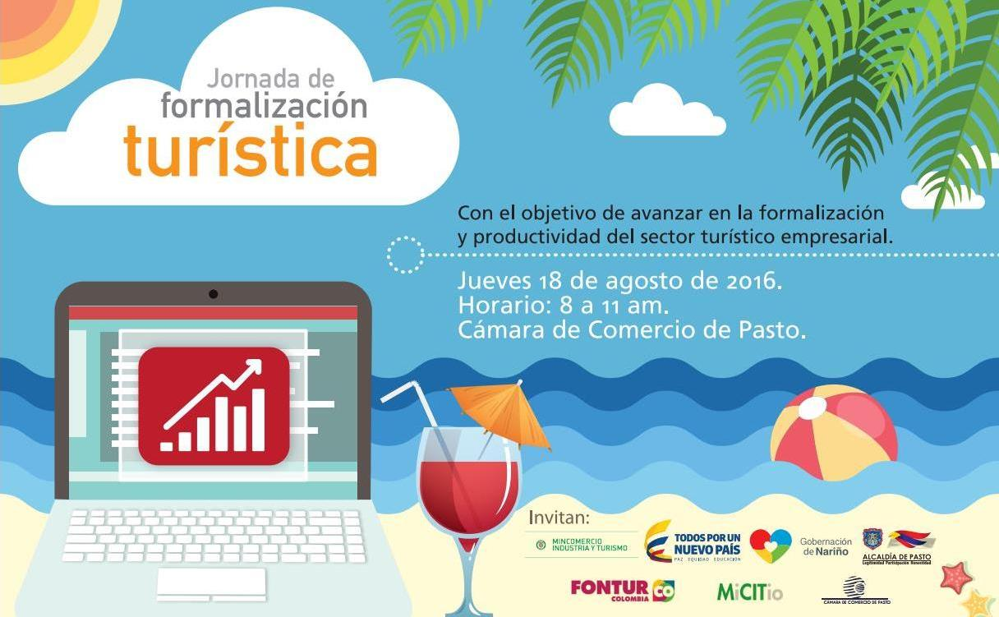 Jornada de
formalización
turística
Con el objetivo de avanzar en la formalización
y productividad del sector turístico empresarial.
Jueves 18 de agosto de 2016.
Horario: 8 a 11 am.
Cámara de Comercio de Pasto.
Invitan:
MINCOMERCIO
INDUSTRIA Y TURISMO
TODOS POR UN
NUEVO PAÍS
PAZ EQUIDAD EDUCACIÓN
Gobernación
de Nariño
ALCALDÍA DE PASTO
Legitimidad Participación Honestidad
FONTUR CO
COLOMBIA
MiCITio
CÁMARA DE COMERCIO DE PASTO